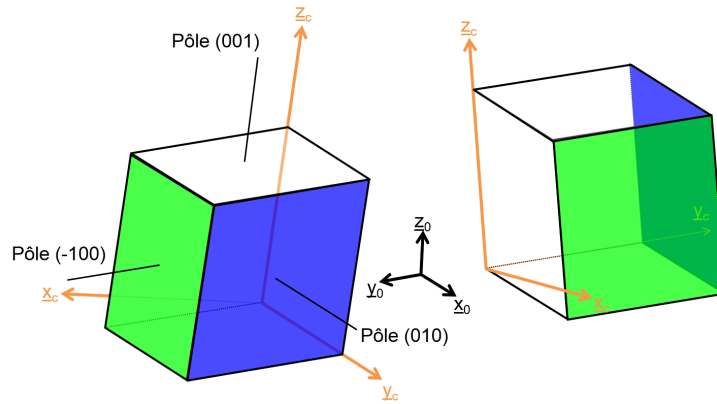 z_c
Pôle (001)
z_c
Pôle (-100)
x_c
Pôle (010)
y_c
z_0
y_0
x_0
y_c
x_c